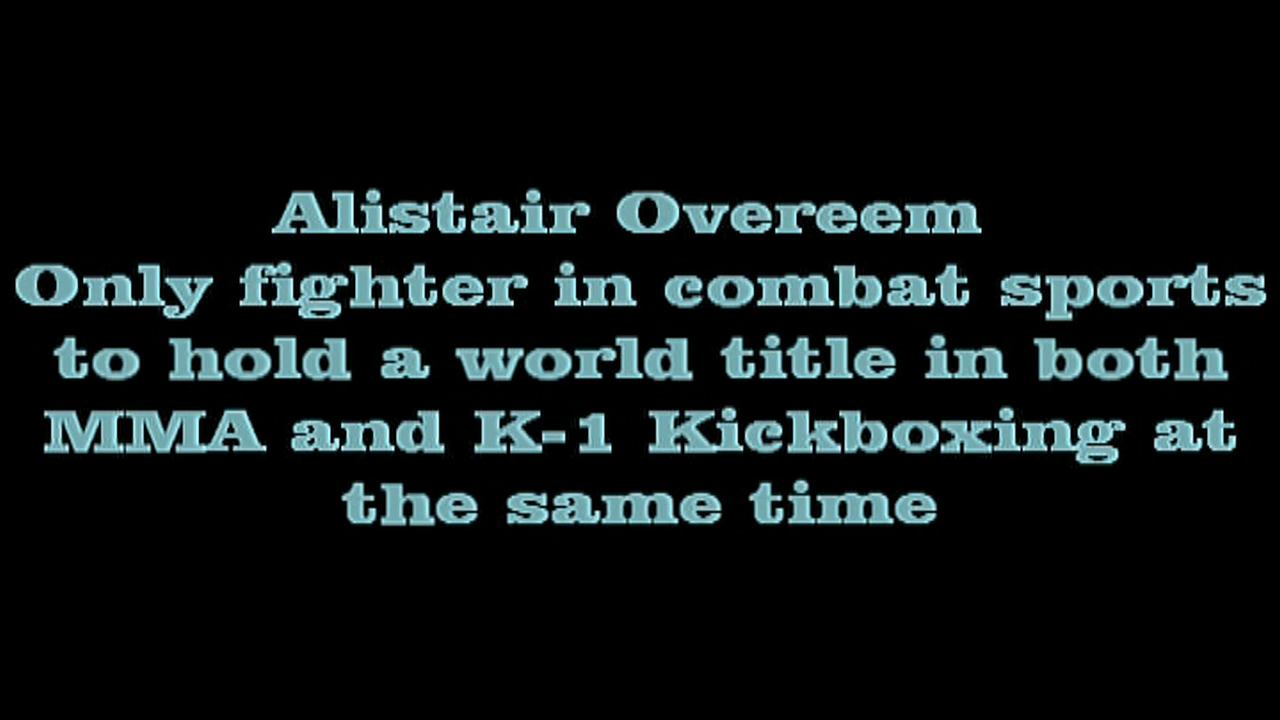 Alistair Overeem
Only fighter in combat sports
to hold a world title in both
MMA and K-1 Kickboxing at
the same time